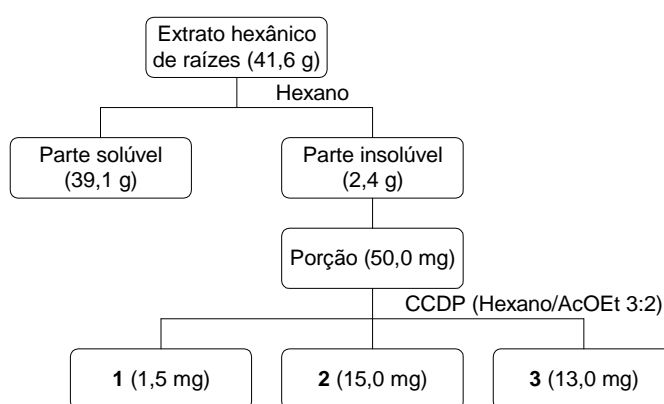 Extrato hexânico
de raízes (41,6 g)
Hexano
Parte solúvel
(39,1 g)
Parte insolúvel
(2,4 g)
Porção (50,0 mg)
CCDP (Hexano/AcOEt 3:2)
1 (1,5 mg)
2 (15,0 mg)
3 (13,0 mg)